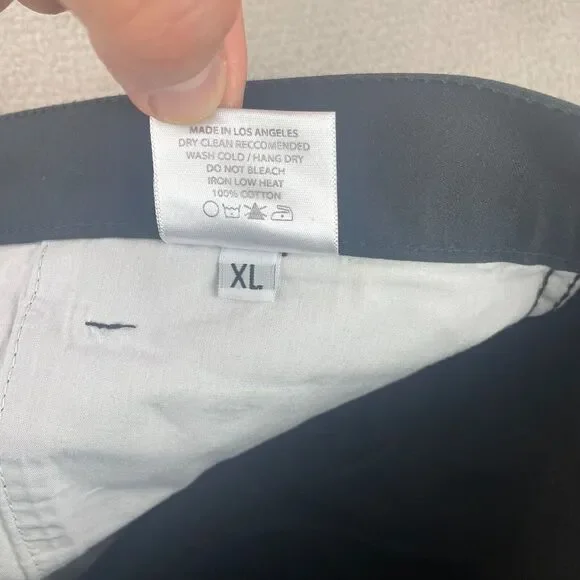 MADE IN LOS ANGELES
DRY CLEAN RECCOMENDED
WASH COLD / HANG DRY
DO NOT BLEACH
IRON LOW HEAT
100% COTTON
XL